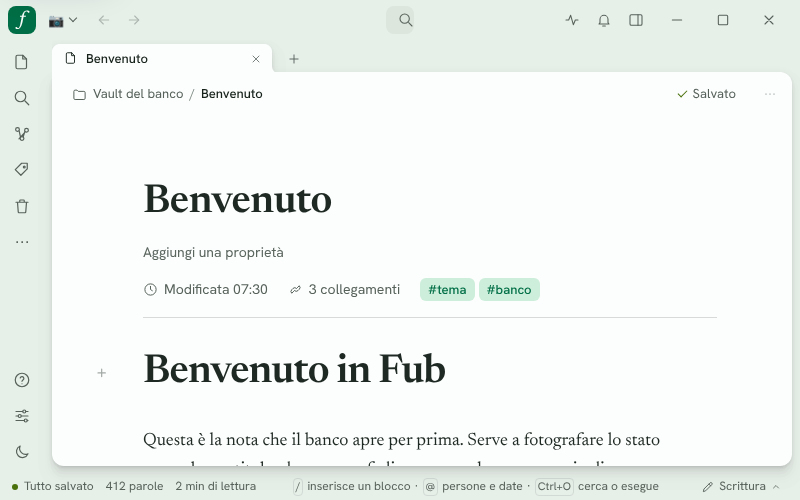 f
Benvenuto
Vault del banco / Benvenuto
Salvato
Benvenuto
Aggiungi una proprietà
Modificata 07:30 3 collegamenti #tema #banco
Benvenuto in Fub
Questa è la nota che il banco apre per prima. Serve a fotografare lo stato
Tutto salvato 412 parole 2 min di lettura / inserisce un blocco · @ persone e date · Ctrl+O cerca o esegue Scrittura